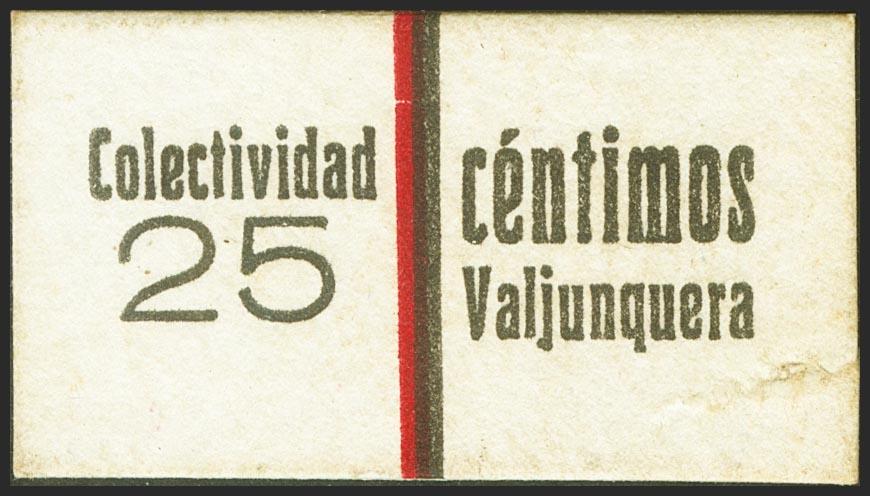 Colectividad
25
céntimos
Valjunquera